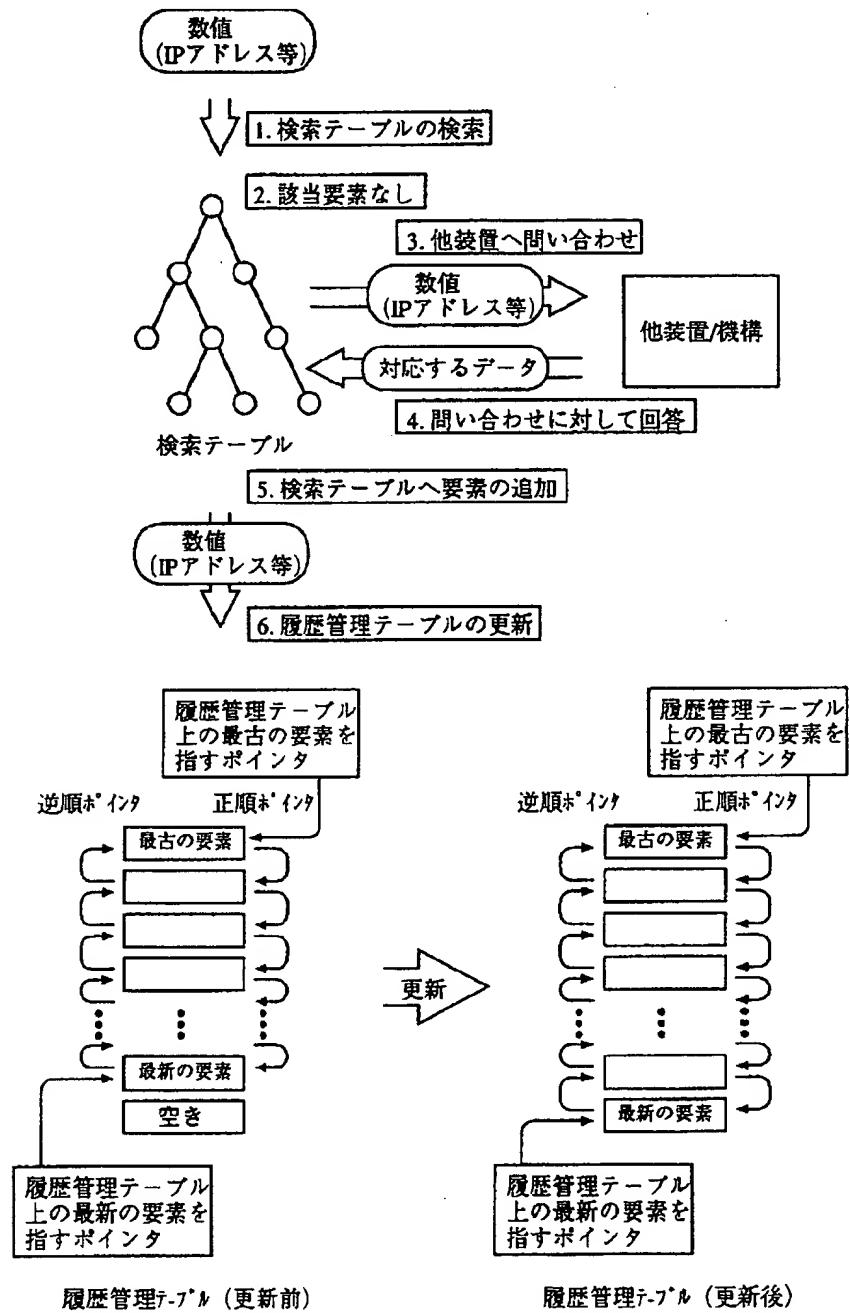 数値
(IPアドレス等)
1. 検索テーブルの検索
2. 該当要素なし
3. 他装置へ問い合わせ
数値
(IPアドレス等)
他装置/機構
対応するデータ
4. 問い合わせに対して回答
検索テーブル
5. 検索テーブルへ要素の追加
数値
(IPアドレス等)
6. 履歴管理テーブルの更新
履歴管理テーブル
上の最古の要素を
指すポインタ
逆順ポインタ
正順ポインタ
最古の要素
最新の要素
空き
履歴管理テーブル
上の最新の要素を
指すポインタ
履歴管理テーブル (更新前)
更新
履歴管理テーブル
上の最古の要素を
指すポインタ
逆順ポインタ
正順ポインタ
最古の要素
最新の要素
履歴管理テーブル
上の最新の要素を
指すポインタ
履歴管理テーブル (更新後)